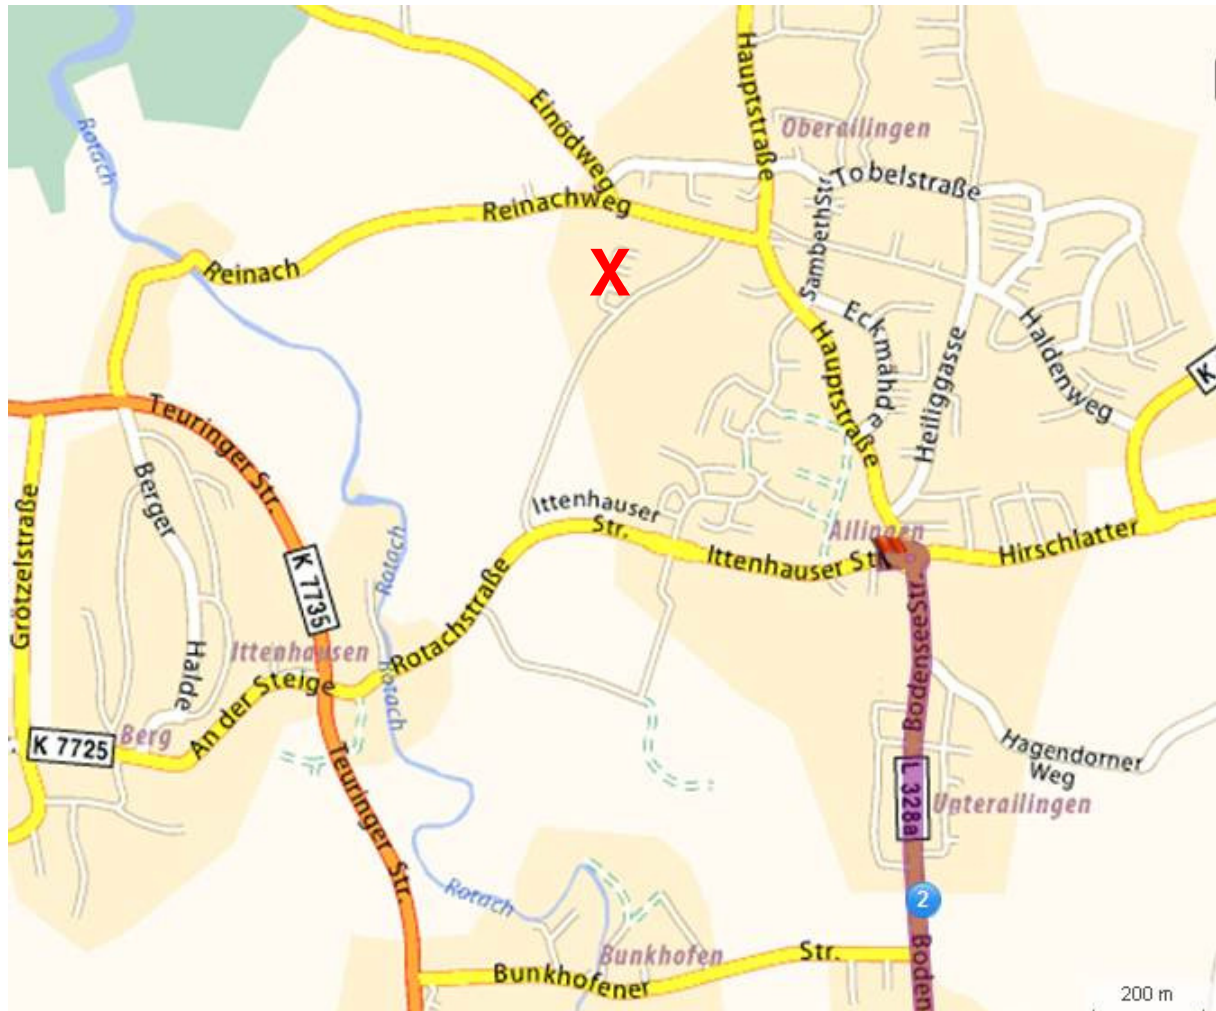 Hauptstraße
Einödweg
Oberailingen
Rotach
Tobelstraße
Reinachweg
SambethStr.
Reinach
X
Eckmähde
Haldenweg
Hauptstraße
Heiliggasse
K
Teuringer Str.
Berger
Halde
Grötzelstraße
Ittenhauser
Str.
Rotach
Ailingen
Ittenhauser Str.
Hirschlatter
K 7735
BodenseeStr.
Rotachstraße
Ittenhausen
Rotach
An der Steige
Berg
K 7725
Hagendorner
Weg
Teuringer Str.
L 328a
Unterailingen
2
Rotach
Bunkhofen
Str.
Bunkhofener
Boden
200 m